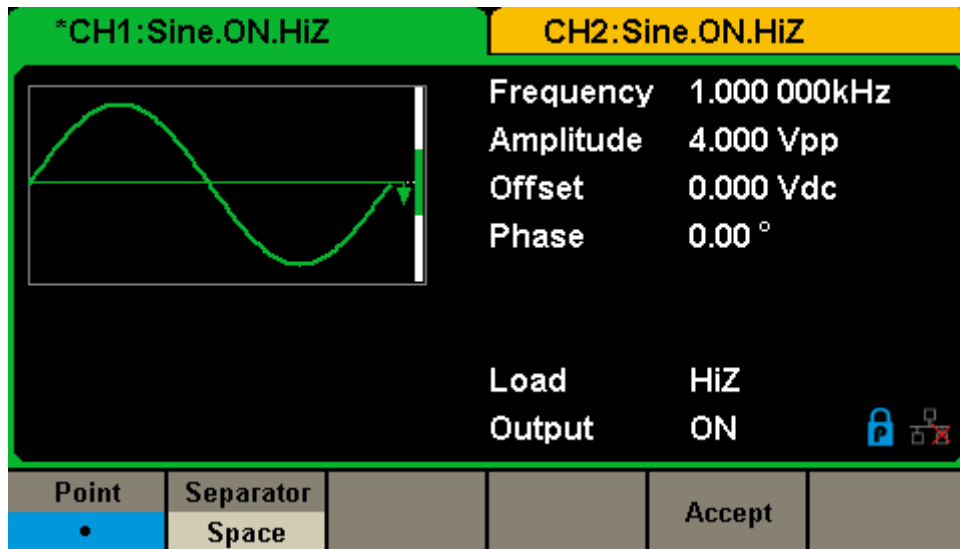 *CH1:Sine.ON.HiZ
CH2:Sine.ON.HiZ
Frequency 1.000 000kHz
Amplitude 4.000 Vpp
Offset 0.000 Vdc
Phase 0.00 °
Load HiZ
Output ON
P
Point
•
Separator
Space
Accept